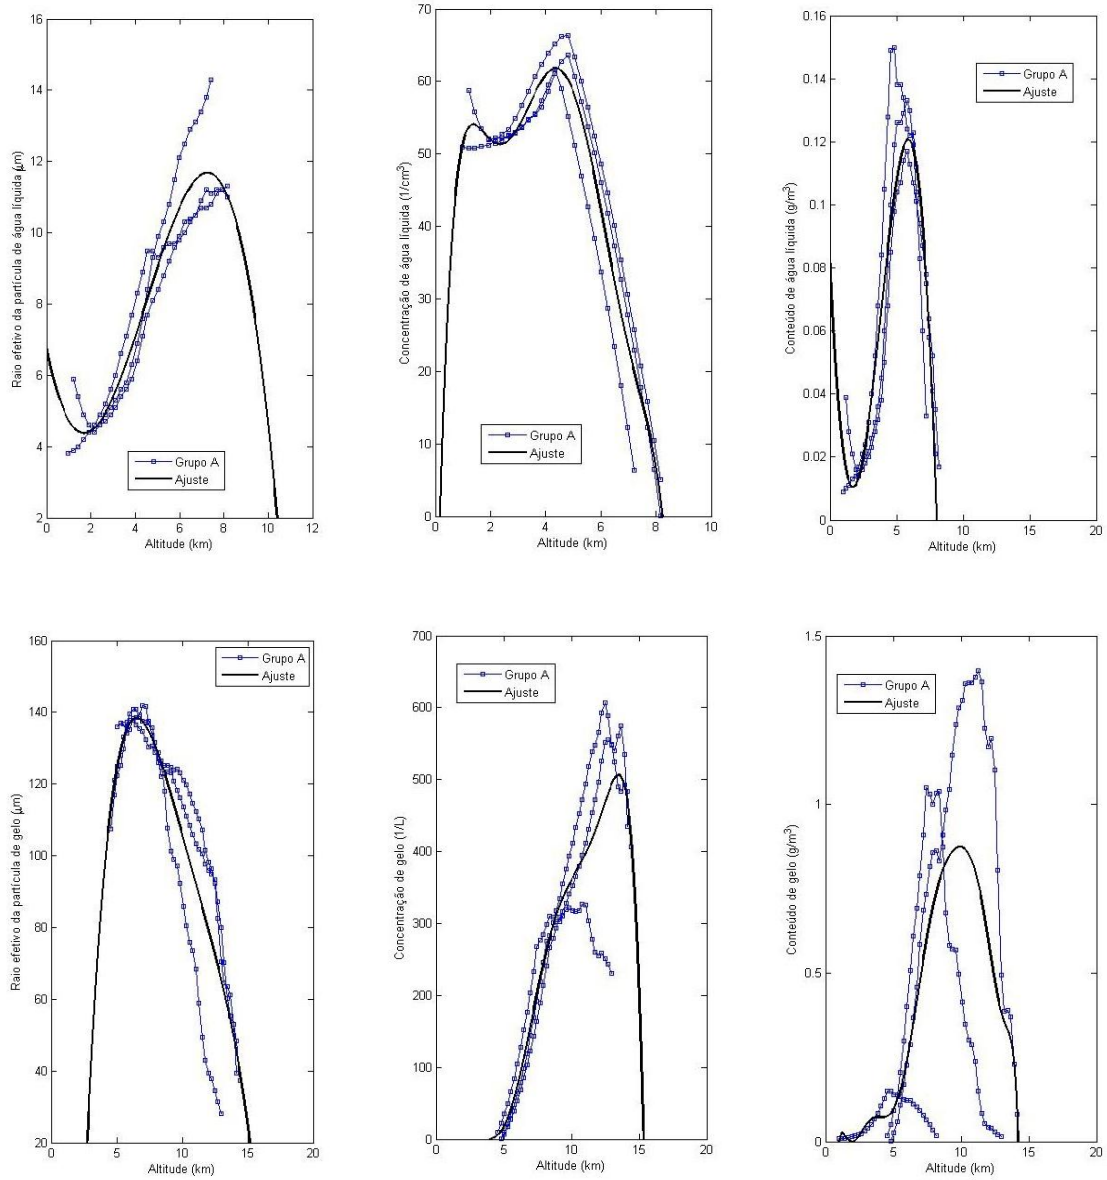 16
14
12
10
8
6
4
2
Raio efetivo da partícula de água líquida (μm)
Grupo A
Ajuste
0 2 4 6 8 10 12
Altitude (km)
70
60
50
40
30
20
10
0
Concentração de água líquida (1/cm³)
Grupo A
Ajuste
0 2 4 6 8 10
Altitude (km)
0.16
0.14
0.12
0.1
0.08
0.06
0.04
0.02
0
Conteúdo de água líquida (g/m³)
Grupo A
Ajuste
0 5 10 15 20
Altitude (km)
160
140
120
100
80
60
40
20
Raio efetivo da partícula de gelo (μm)
Grupo A
Ajuste
0 5 10 15 20
Altitude (km)
700
600
500
400
300
200
100
0
Concentração de gelo (1/L)
Grupo A
Ajuste
0 5 10 15 20
Altitude (km)
1.5
1
0.5
0
Conteúdo de gelo (g/m³)
Grupo A
Ajuste
0 5 10 15 20
Altitude (km)